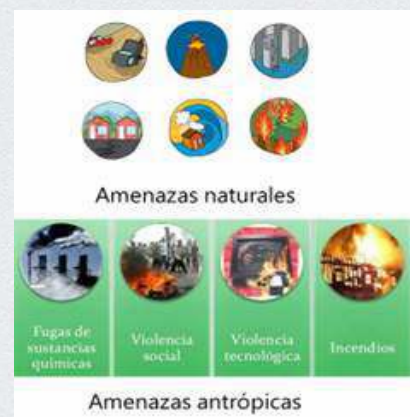 Amenazas naturales
Fugas de
sustancias
químicas
Violencia
social
Violencia
tecnológica
Incendios
Amenazas antrópicas